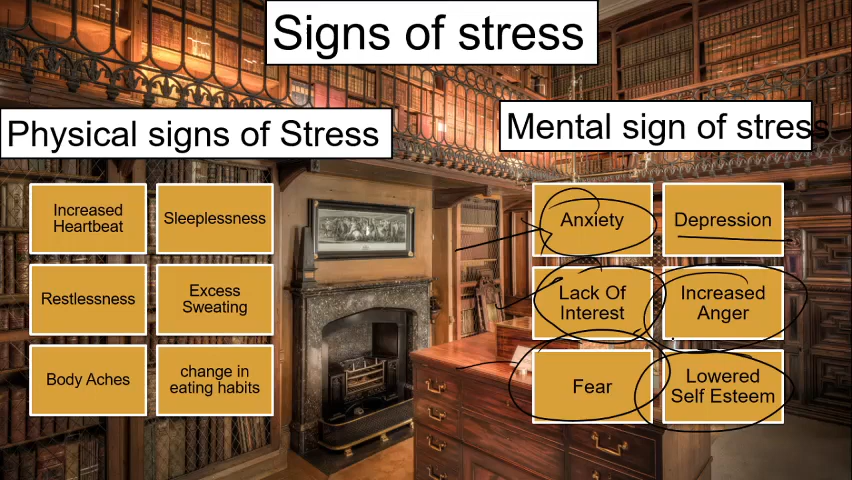 Signs of stress
Physical signs of Stress
Mental sign of stress
Increased
Heartbeat
Sleeplessness
Restlessness
Excess
Sweating
Body Aches
change in
eating habits
Anxiety
Depression
Lack Of
Interest
Increased
Anger
Fear
Lowered
Self Esteem